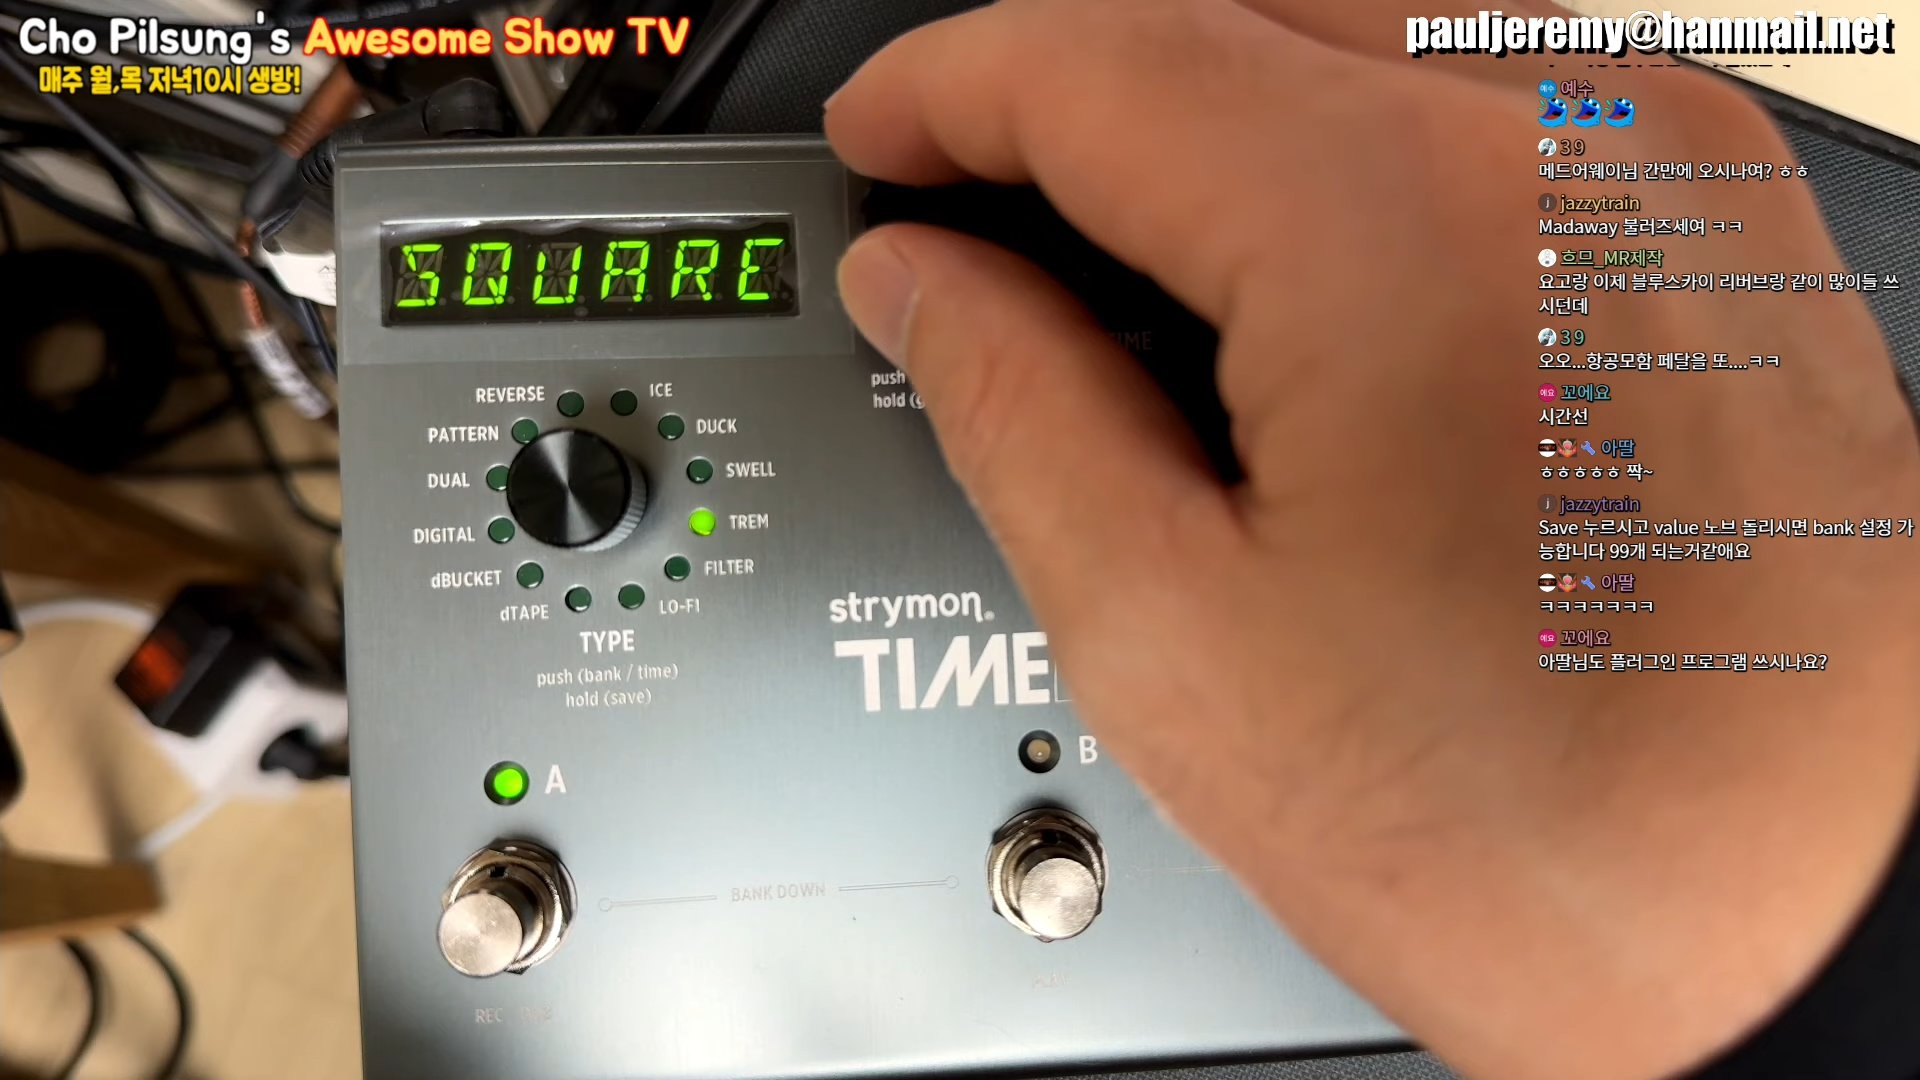 Cho Pilsung's Awesome Show TV
매주 월,목 저녁10시 생방!
pauljeremy@hanmail.net
예수
39
메드어웨이님 간만에 오시나여? ㅎㅎ
jazzytrain
Madaway 불러즈세여 ㅋㅋ
흐므_MR제작
요고랑 이제 블루스카이 리버브랑 같이 많이들 쓰
시던데
39
오오...항공모함 페달을 또....ㅋㅋ
꼬에요
시간선
아딸
ㅎㅎㅎㅎㅎ 짝~
jazzytrain
Save 누르시고 value 노브 돌리시면 bank 설정 가
능합니다 99개 되는거같애요
아딸
ㅋㅋㅋㅋㅋㅋㅋ
꼬에요
아딸님도 플러그인 프로그램 쓰시나요?
SQUARE
TIME
push
hold
REVERSE
ICE
PATTERN
DUCK
DUAL
SWELL
DIGITAL
TREM
dBUCKET
FILTER
dTAPE
LO-FI
TYPE
push (bank / time)
hold (save)
strymon.
TIME
A
B
BANK DOWN
REC